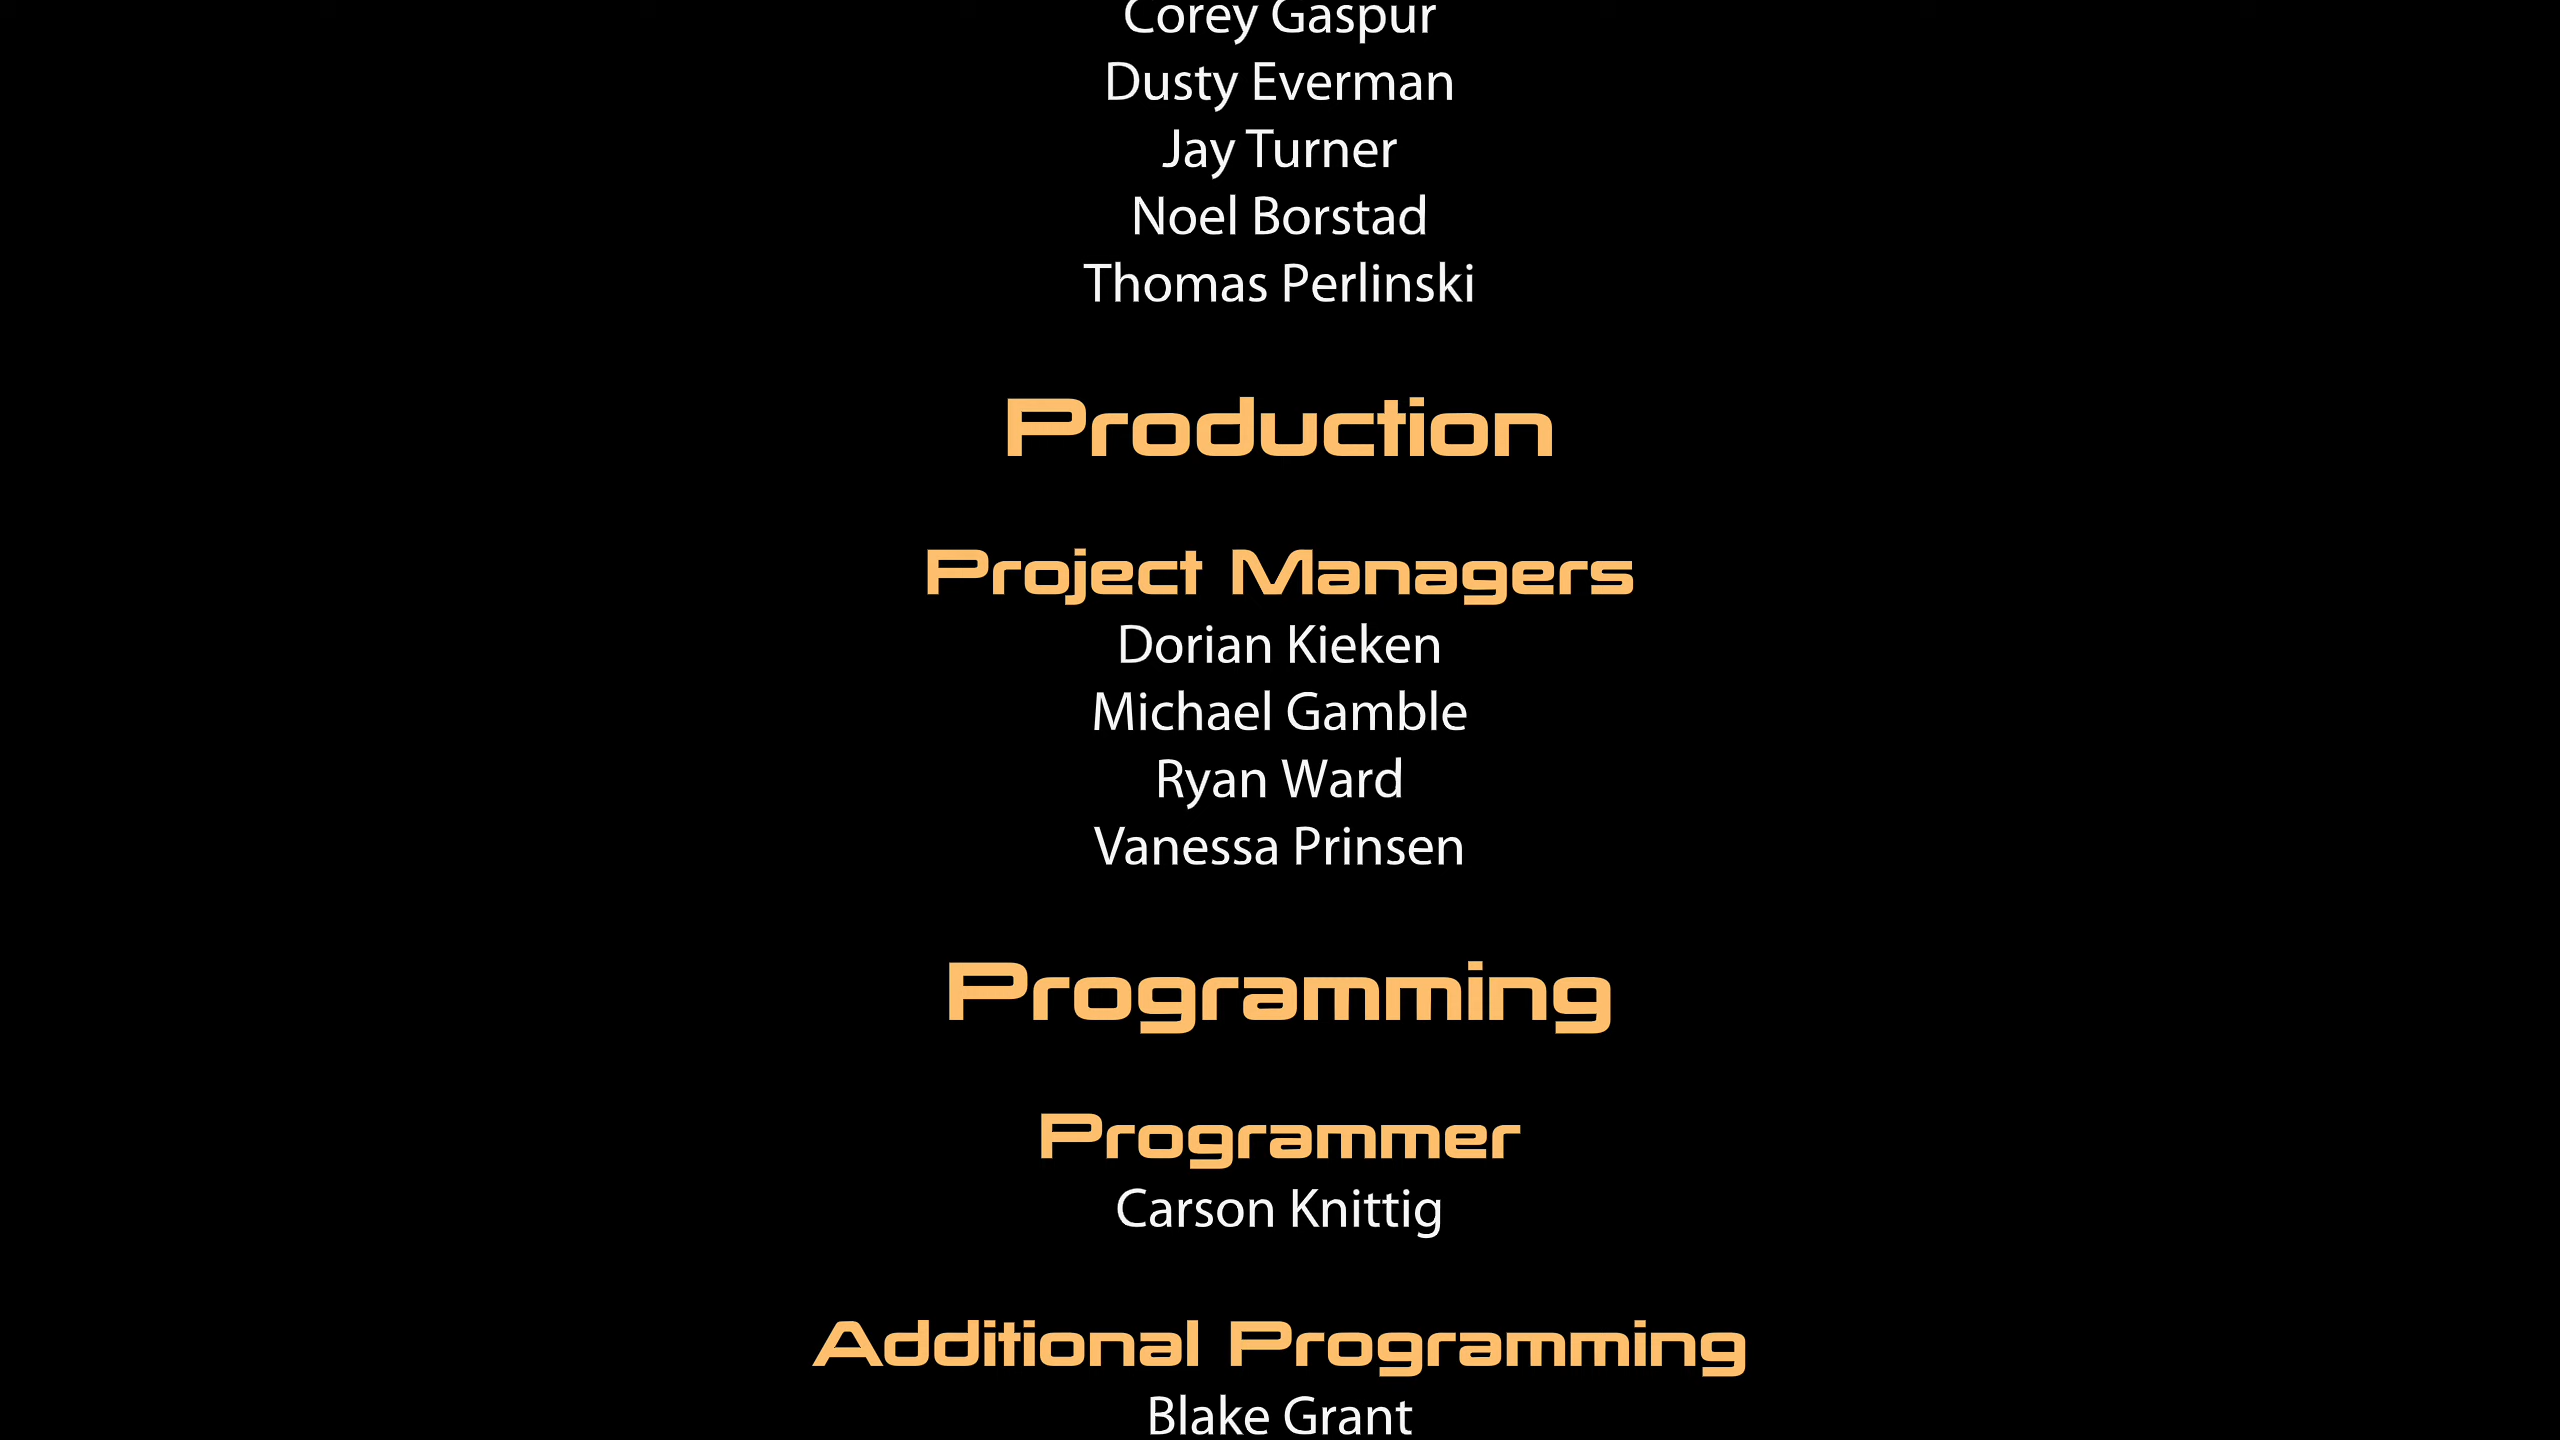 Corey Gaspur
Dusty Everman
Jay Turner
Noel Borstad
Thomas Perlinski
Production
Project Managers
Dorian Kieken
Michael Gamble
Ryan Ward
Vanessa Prinsen
Programming
Programmer
Carson Knittig
Additional Programming
Blake Grant